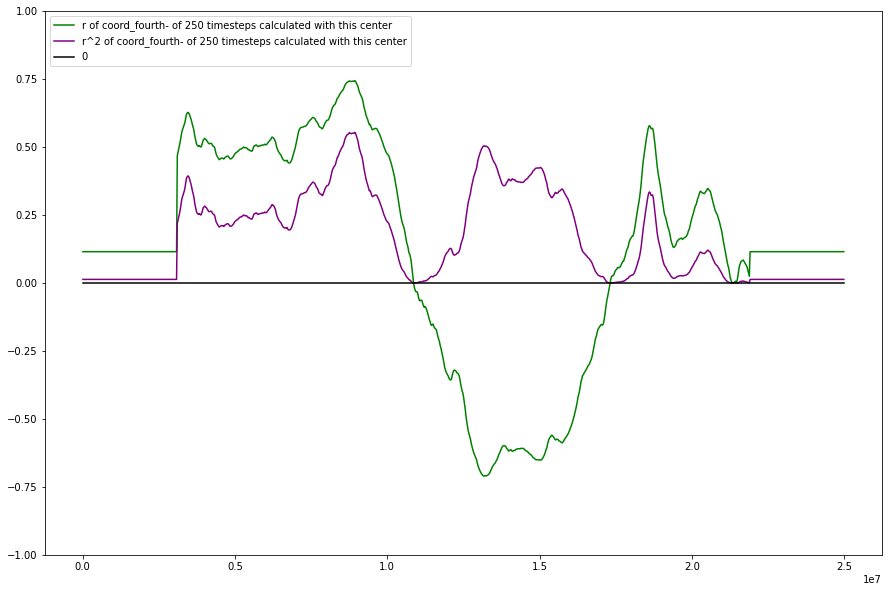 1.00
r of coord_fourth- of 250 timesteps calculated with this center
r^2 of coord_fourth- of 250 timesteps calculated with this center
0
0.75
0.50
0.25
0.00
−0.25
−0.50
−0.75
−1.00
0.0 0.5 1.0 1.5 2.0 2.5
1e7